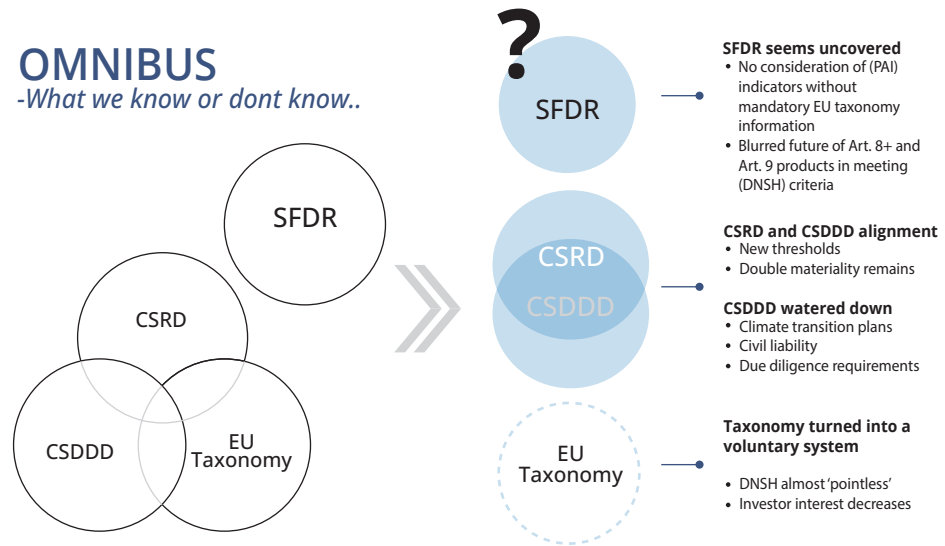 OMNIBUS
-What we know or dont know..
SFDR
CSRD
CSDDD
EU
Taxonomy
?
SFDR
CSRD
CSDDD
EU
Taxonomy
SFDR seems uncovered
• No consideration of (PAI)
indicators without
mandatory EU taxonomy
information
• Blurred future of Art. 8+ and
Art. 9 products in meeting
(DNSH) criteria
CSRD and CSDDD alignment
• New thresholds
• Double materiality remains
CSDDD watered down
• Climate transition plans
• Civil liability
• Due diligence requirements
Taxonomy turned into a
voluntary system
• DNSH almost ‘pointless’
• Investor interest decreases